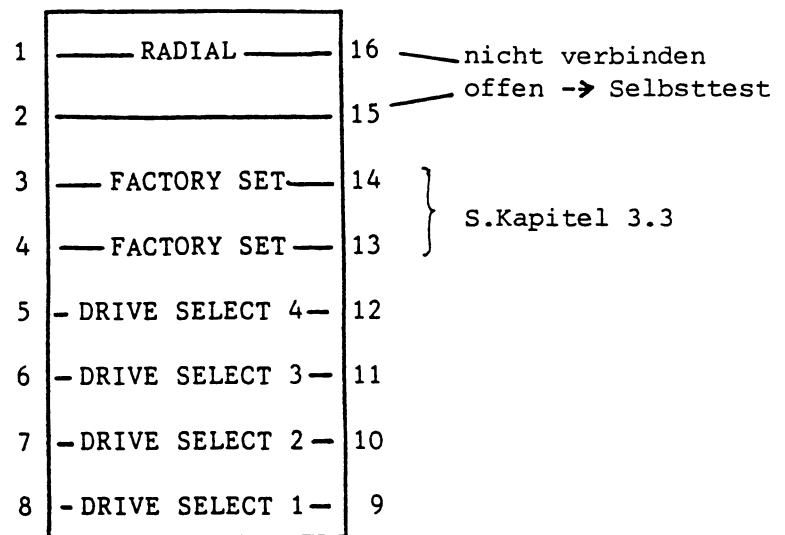 1 RADIAL 16 nicht verbinden
2 15 offen -> Selbsttest
3 FACTORY SET 14
4 FACTORY SET 13
S.Kapitel 3.3
5 DRIVE SELECT 4 12
6 DRIVE SELECT 3 11
7 DRIVE SELECT 2 10
8 DRIVE SELECT 1 9